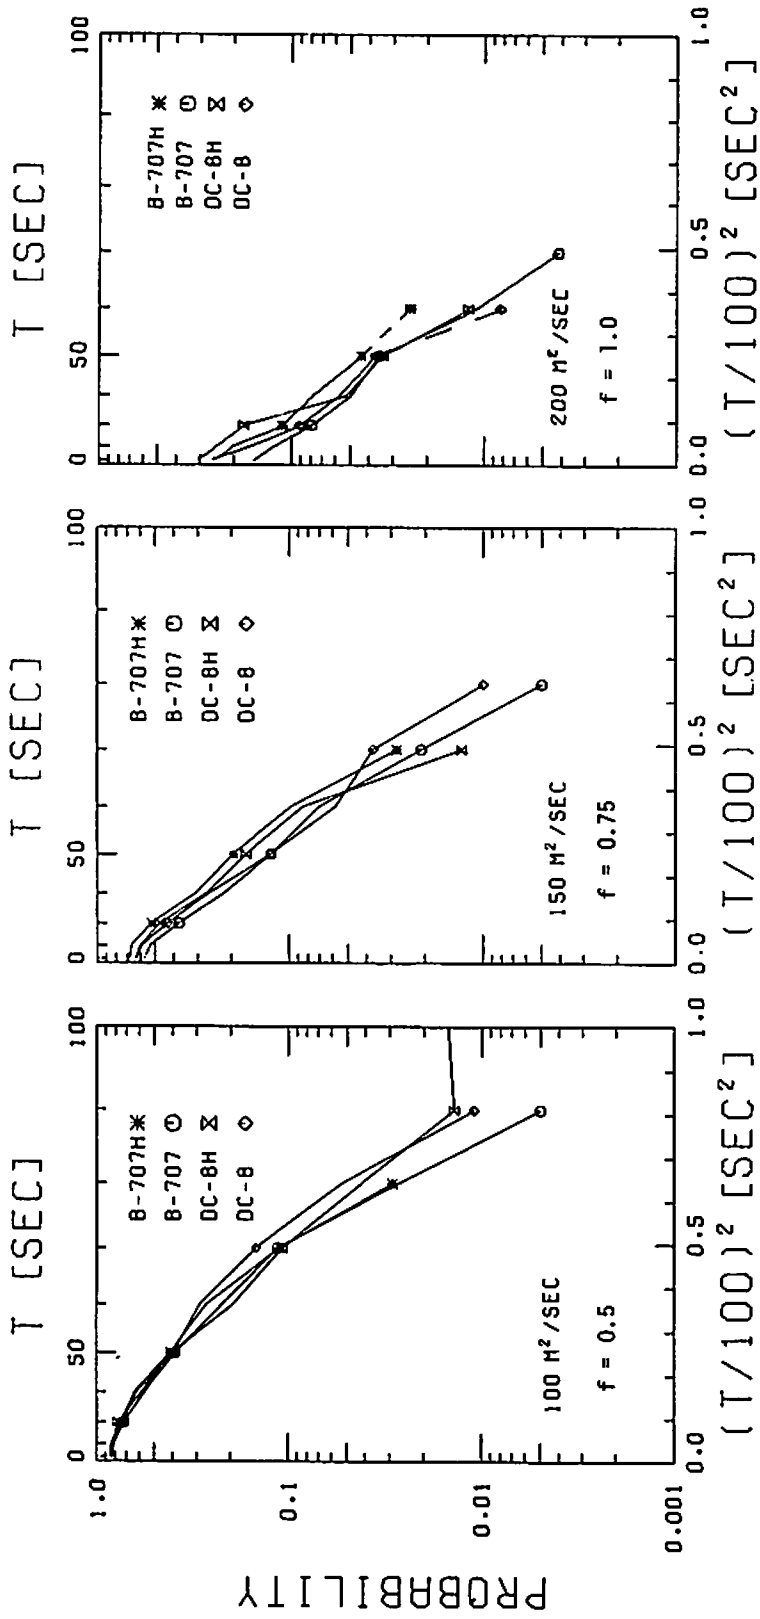 PROBABILITY
1.0
0.1
0.01
0.001
T [SEC]
0 50 100
B-707H
B-707
DC-8H
DC-8
100 M²/SEC
f = 0.5
0.0 0.5 1.0
(T/100)² [SEC²]
T [SEC]
0 50 100
B-707H
B-707
DC-8H
DC-8
150 M²/SEC
f = 0.75
0.0 0.5 1.0
(T/100)² [SEC²]
T [SEC]
0 50 100
B-707H
B-707
DC-8H
DC-8
200 M²/SEC
f = 1.0
0.0 0.5 1.0
(T/100)² [SEC²]